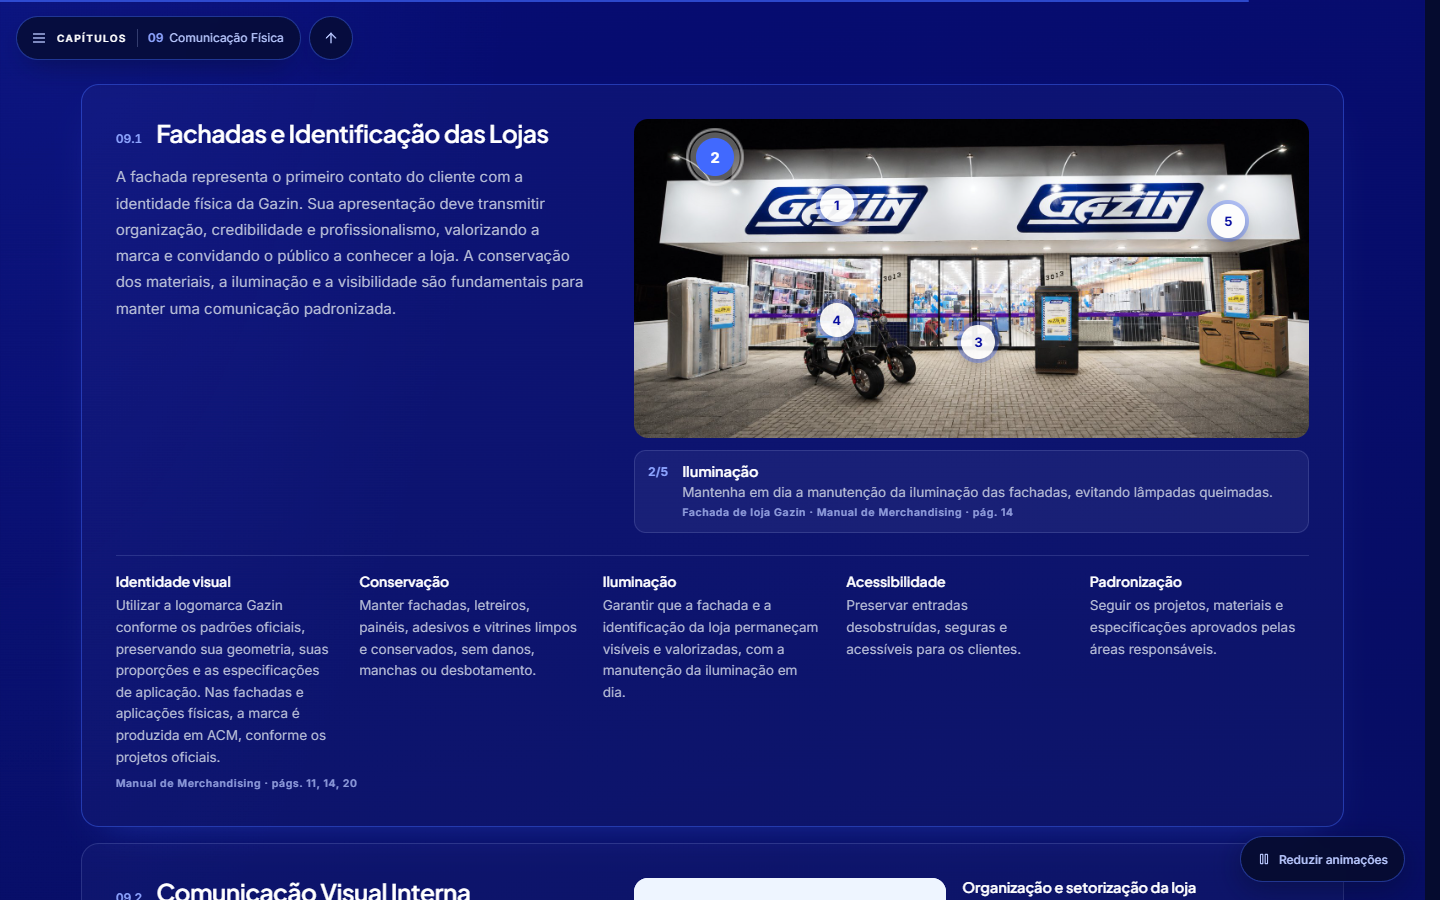 CAPÍTULOS
09 Comunicação Física
09.1 Fachadas e Identificação das Lojas
A fachada representa o primeiro contato do cliente com a
identidade física da Gazin. Sua apresentação deve transmitir
organização, credibilidade e profissionalismo, valorizando a
marca e convidando o público a conhecer a loja. A conservação
dos materiais, a iluminação e a visibilidade são fundamentais para
manter uma comunicação padronizada.
2
GAZIN
GAZIN
1
5
3013
3013
4
3
2/5 Iluminação
Mantenha em dia a manutenção da iluminação das fachadas, evitando lâmpadas queimadas.
Fachada de loja Gazin · Manual de Merchandising · pág. 14
Identidade visual
Utilizar a logomarca Gazin
conforme os padrões oficiais,
preservando sua geometria, suas
proporções e as especificações
de aplicação. Nas fachadas e
aplicações físicas, a marca é
produzida em ACM, conforme os
projetos oficiais.
Conservação
Manter fachadas, letreiros,
painéis, adesivos e vitrines limpos
e conservados, sem danos,
manchas ou desbotamento.
Iluminação
Garantir que a fachada e a
identificação da loja permaneçam
visíveis e valorizadas, com a
manutenção da iluminação em
dia.
Acessibilidade
Preservar entradas
desobstruídas, seguras e
acessíveis para os clientes.
Padronização
Seguir os projetos, materiais e
especificações aprovados pelas
áreas responsáveis.
Manual de Merchandising · págs. 11, 14, 20
Reduzir animações
09.2 Comunicação Visual Interna
Organização e setorização da loja